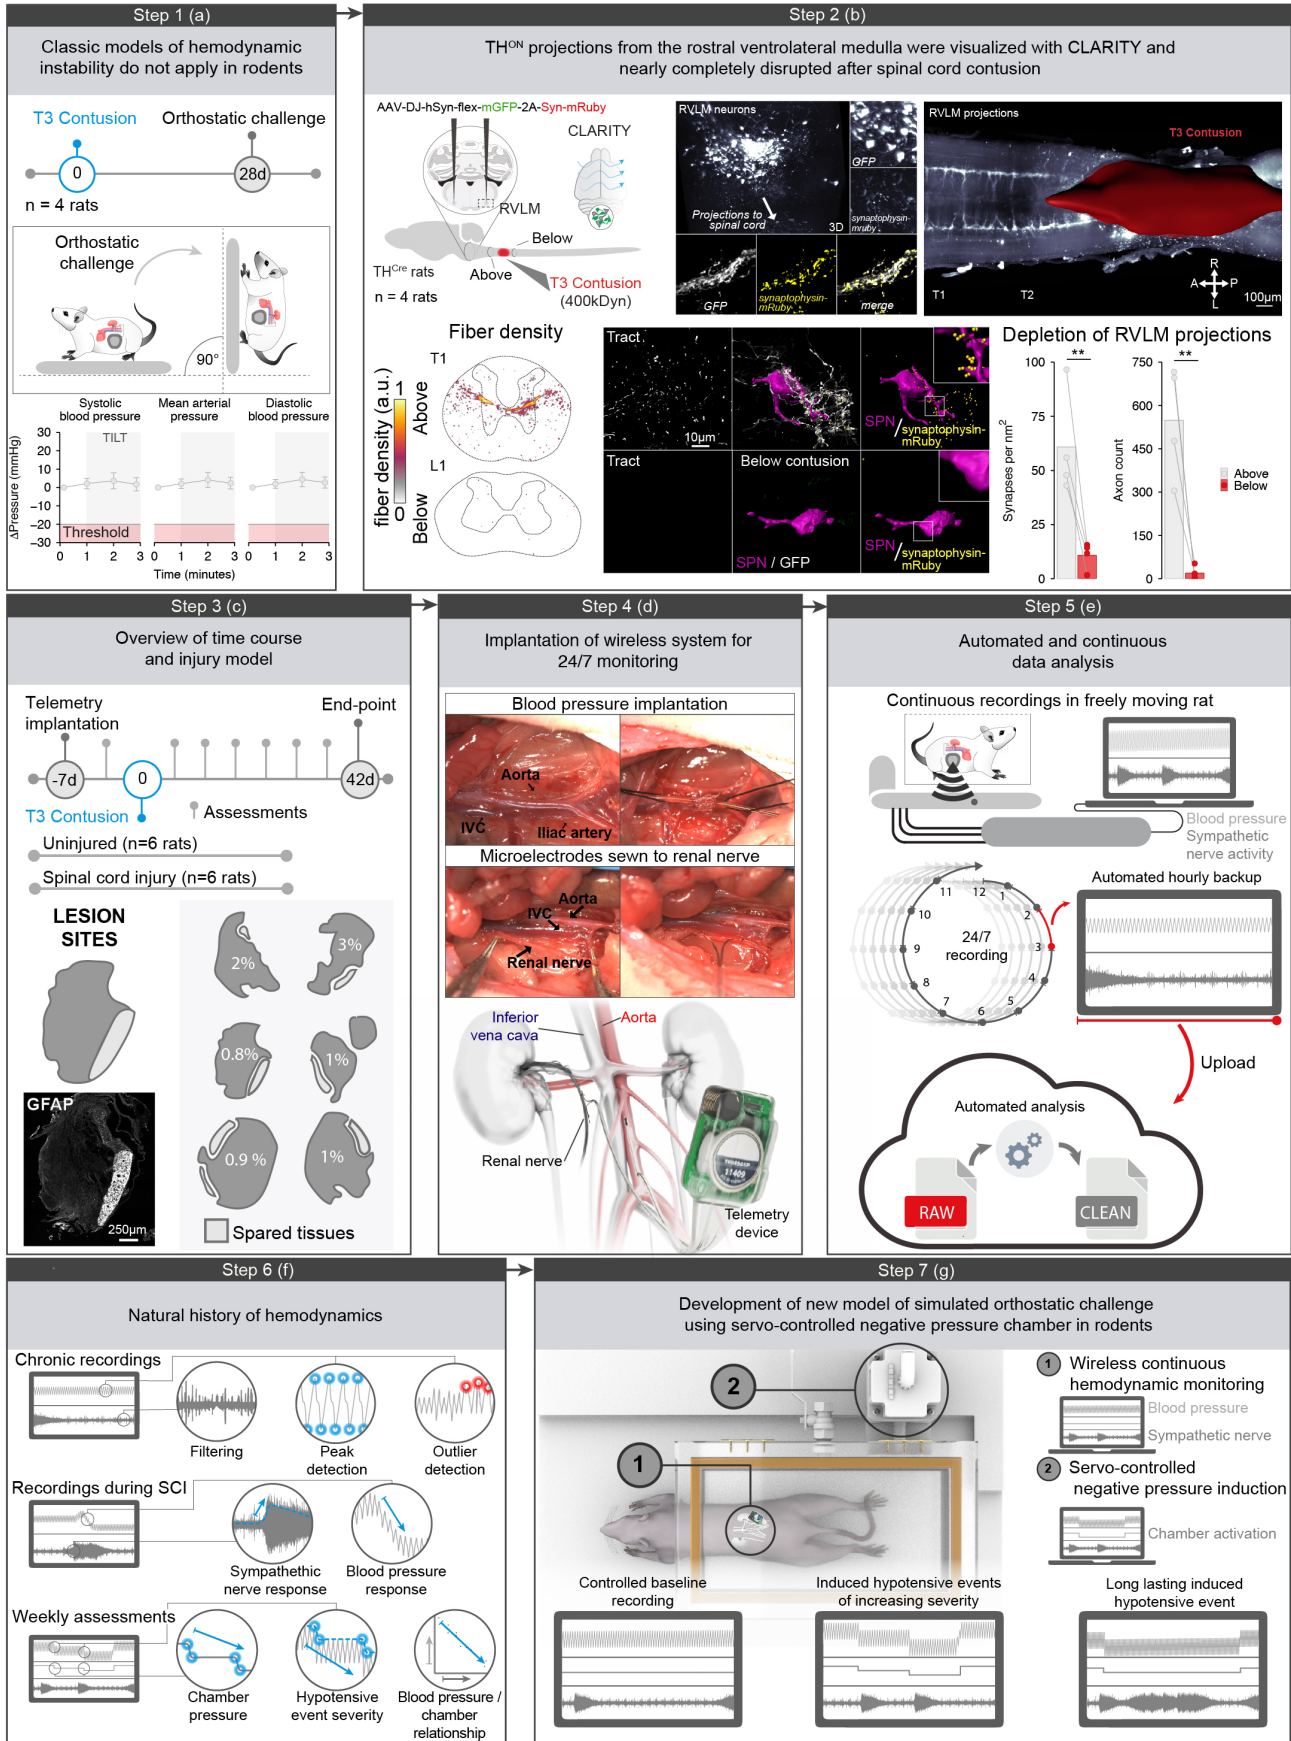 Step 1 (a)
Classic models of hemodynamic
instability do not apply in rodents
T3 Contusion
Orthostatic challenge
0
28d
n = 4 rats
Orthostatic
challenge
90°
Systolic
blood pressure
Mean arterial
pressure
Diastolic
blood pressure
ΔPressure (mmHg)
30
20
10
0
−10
−20
−30
TILT
Threshold
0 1 2 3
0 1 2 3
0 1 2 3
Time (minutes)
Step 2 (b)
THON projections from the rostral ventrolateral medulla were visualized with CLARITY and
nearly completely disrupted after spinal cord contusion
AAV-DJ-hSyn-flex-mGFP-2A-Syn-mRuby
CLARITY
RVLM
Below
Above
THCre rats
n = 4 rats
T3 Contusion
(400kDyn)
RVLM neurons
GFP
Projections to
spinal cord
3D
synaptophysin-
mruby
GFP
synaptophysin-
mRuby
merge
RVLM projections
T3 Contusion
T1
T2
R
A
P
L
100µm
Fiber density
fiber density (a.u.)
1
0
T1
Above
L1
Below
Tract
10µm
SPN
/
synaptophysin-
mRuby
Tract
Below contusion
SPN / GFP
SPN
/
synaptophysin-
mRuby
Depletion of RVLM projections
Synapses per nm2
100
75
50
25
0
**
Axon count
750
600
450
300
150
0
**
Above
Below
Step 3 (c)
Overview of time course
and injury model
Telemetry
implantation
End-point
-7d
0
42d
T3 Contusion
Assessments
Uninjured (n=6 rats)
Spinal cord injury (n=6 rats)
LESION
SITES
2%
3%
0.8%
1%
0.9 %
1%
GFAP
250µm
Spared tissues
Step 4 (d)
Implantation of wireless system for
24/7 monitoring
Blood pressure implantation
Aorta
IVC
Iliac artery
Microelectrodes sewn to renal nerve
Aorta
IVC
Renal nerve
Inferior
vena cava
Aorta
Renal nerve
11409
Telemetry
device
Step 5 (e)
Automated and continuous
data analysis
Continuous recordings in freely moving rat
Blood pressure
Sympathetic
nerve activity
Automated hourly backup
12
1
2
3
4
5
6
7
8
9
10
11
24/7
recording
Upload
Automated analysis
RAW
CLEAN
Step 6 (f)
Natural history of hemodynamics
Chronic recordings
Filtering
Peak
detection
Outlier
detection
Recordings during SCI
Sympathethic
nerve response
Blood pressure
response
Weekly assessments
Chamber
pressure
Hypotensive
event severity
Blood pressure /
chamber
relationship
Step 7 (g)
Development of new model of simulated orthostatic challenge
using servo-controlled negative pressure chamber in rodents
2
1
1 Wireless continuous
hemodynamic monitoring
Blood pressure
Sympathetic nerve
2 Servo-controlled
negative pressure induction
Chamber activation
Controlled baseline
recording
Induced hypotensive events
of increasing severity
Long lasting induced
hypotensive event